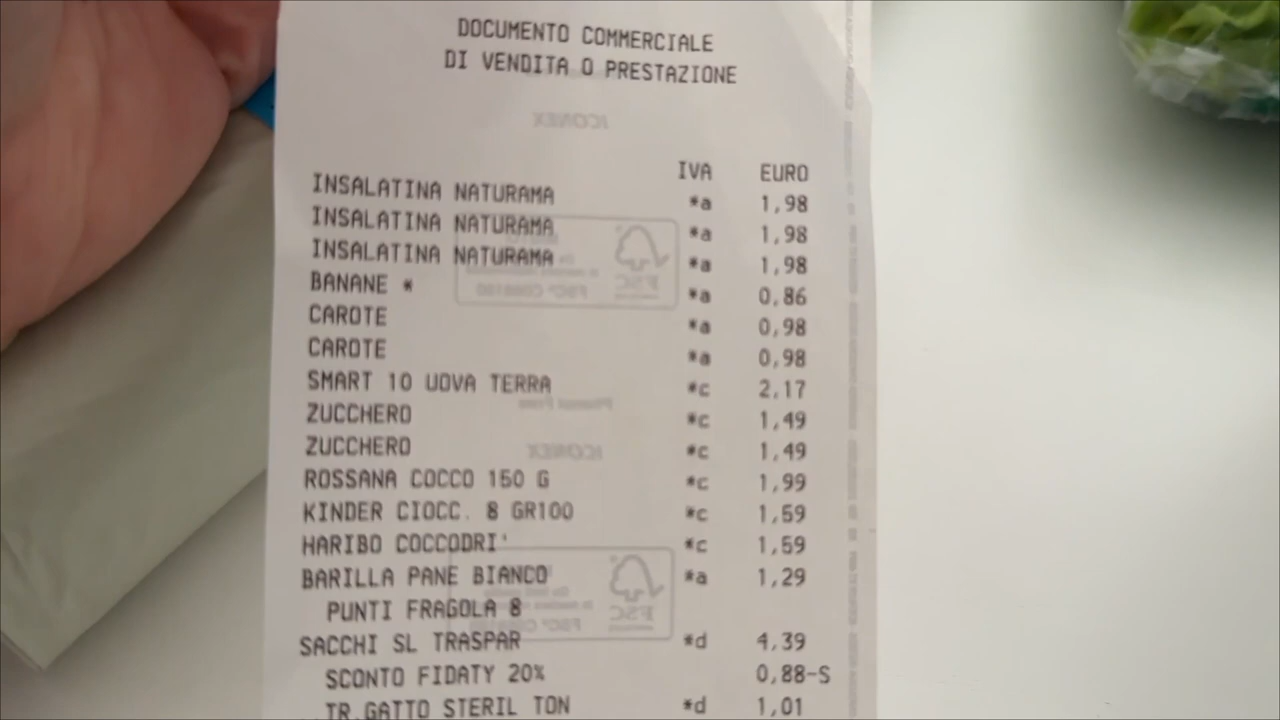 DOCUMENTO COMMERCIALE
DI VENDITA O PRESTAZIONE
ICONEX
IVA EURO
INSALATINA NATURAMA *a 1,98
INSALATINA NATURAMA *a 1,98
INSALATINA NATURAMA *a 1,98
BANANE * *a 0,86
CAROTE *a 0,98
CAROTE *a 0,98
SMART 10 UOVA TERRA *c 2,17
ZUCCHERO *c 1,49
ZUCCHERO *c 1,49
ICONEX
ROSSANA COCCO 150 G *c 1,99
KINDER CIOCC. 8 GR100 *c 1,59
HARIBO COCCODRI' *c 1,59
BARILLA PANE BIANCO *a 1,29
PUNTI FRAGOLA 8
SACCHI SL TRASPAR *d 4,39
SCONTO FIDATY 20% 0,88-S
TR.GATTO STERIL TON *d 1,01